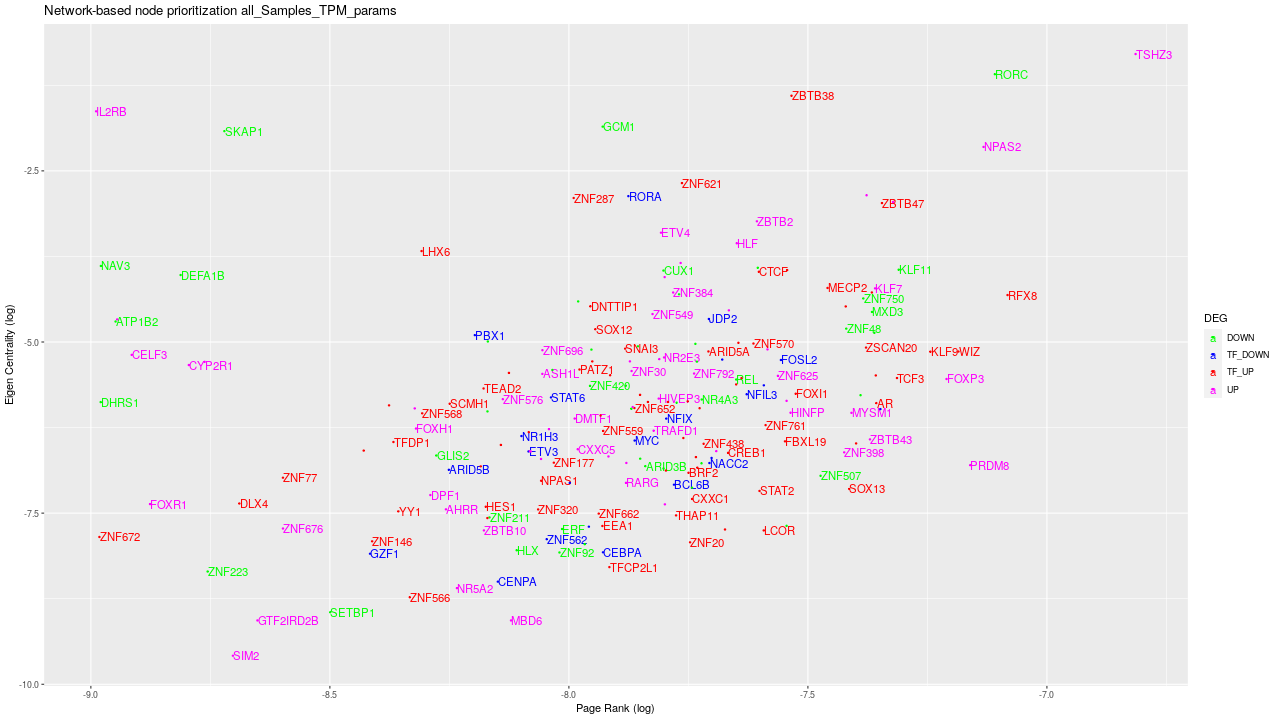 Network-based node prioritization all_Samples_TPM_params
TSHZ3
RORC
ZBTB38
IL2RB
GCM1
SKAP1
NPAS2
-2.5
ZNF621
RORA
ZNF287
ZBTB47
ZBTB2
ETV4
HLF
LHX6
NAV3
CUX1
CTCF
KLF11
DEFA1B
MECP2
KLF7
ZNF384
RFX8
ZNF750
DNTTIP1
MXD3
ZNF549
JDP2
ATP1B2
SOX12
ZNF48
PBX1
-5.0
ZNF570
SNAI3
ZSCAN20
ZNF696
ARID5A
KLF9
WIZ
CELF3
NR2E3
FOSL2
CYP2R1
PATZ1
ZNF30
ASH1L
ZNF792
ZNF625
TCF3
FOXP3
ZNF420
TEAD2
NFIL3
FOXI1
STAT6
ZNF576
HIVEP3
NR4A3
DHRS1
SCMH1
AR
ZNF652
ZNF568
HINFP
MYSM1
DMTF1
NFIX
ZNF761
FOXH1
ZNF559
TRAFD1
NR1H3
MYC
ZBTB43
TFDP1
ZNF438
FBXL19
ETV3
CXXC5
CREB1
ZNF398
GLIS2
ZNF177
NACC2
PRDM8
ARID5B
ARID3B
BRF2
ZNF507
ZNF77
NPAS1
RARG
BCL6B
STAT2
SOX13
DPF1
CXXC1
FOXR1
DLX4
HES1
AHRR
ZNF320
YY1
-7.5
ZNF662
THAP11
ZNF211
ZNF676
ZBTB10
ERF
EEA1
LCOR
ZNF672
ZNF146
ZNF562
ZNF20
GZF1
HLX
ZNF92
CEBPA
ZNF223
TFCP2L1
CENPA
NR5A2
ZNF566
SETBP1
GTF2IRD2B
MBD6
SIM2
-10.0
-9.0
-8.5
-8.0
-7.5
-7.0
Page Rank (log)
Eigen Centrality (log)
DEG
a DOWN
a TF_DOWN
a TF_UP
a UP